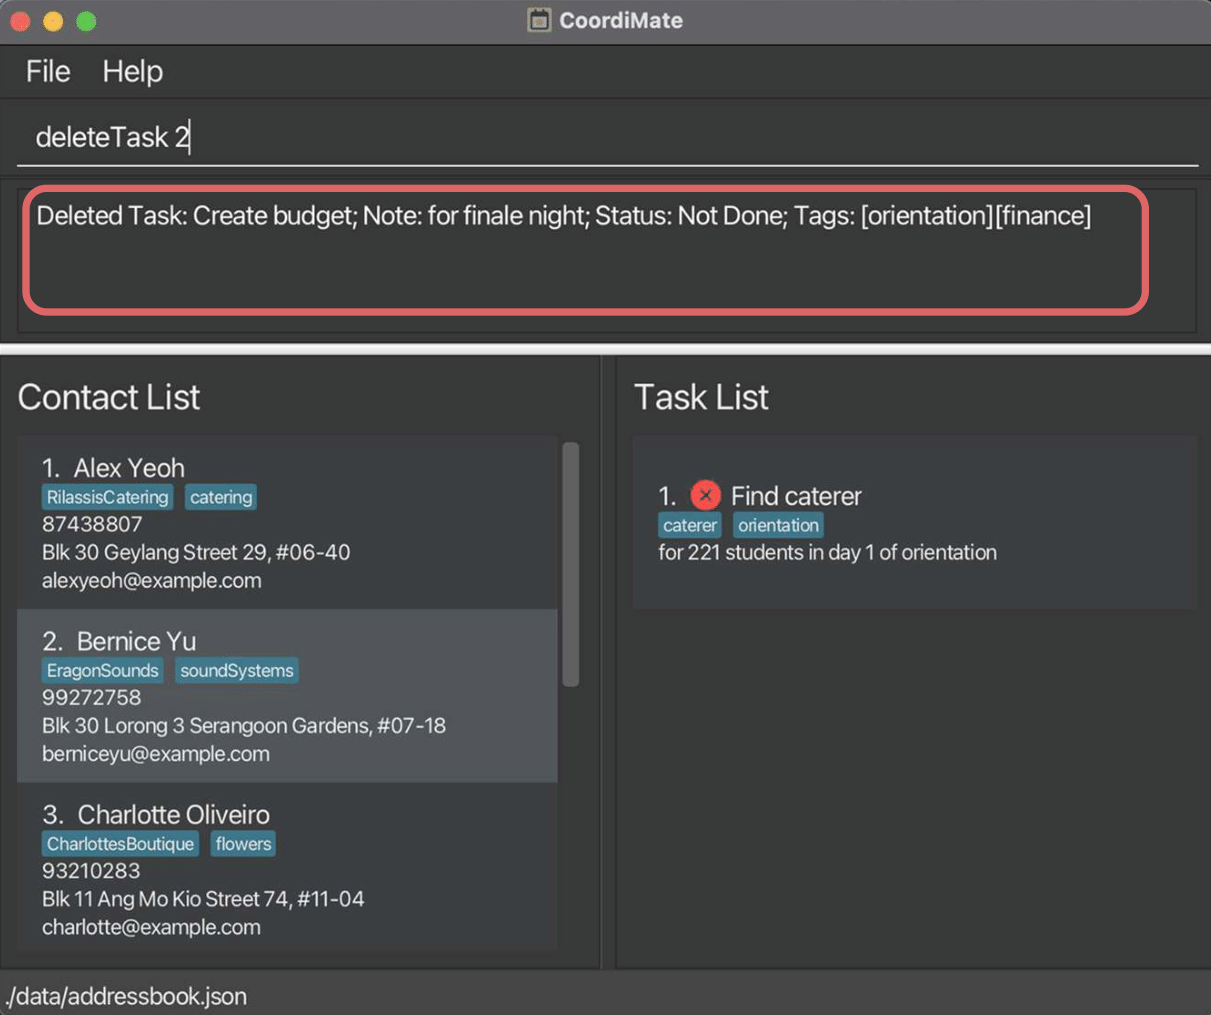 CoordiMate
File Help
deleteTask 2
Deleted Task: Create budget; Note: for finale night; Status: Not Done; Tags: [orientation][finance]
Contact List
1. Alex Yeoh
RilassisCatering catering
87438807
Blk 30 Geylang Street 29, #06-40
alexyeoh@example.com
2. Bernice Yu
EragonSounds soundSystems
99272758
Blk 30 Lorong 3 Serangoon Gardens, #07-18
berniceyu@example.com
3. Charlotte Oliveiro
CharlottesBoutique flowers
93210283
Blk 11 Ang Mo Kio Street 74, #11-04
charlotte@example.com
Task List
1. Find caterer
caterer orientation
for 221 students in day 1 of orientation
./data/addressbook.json